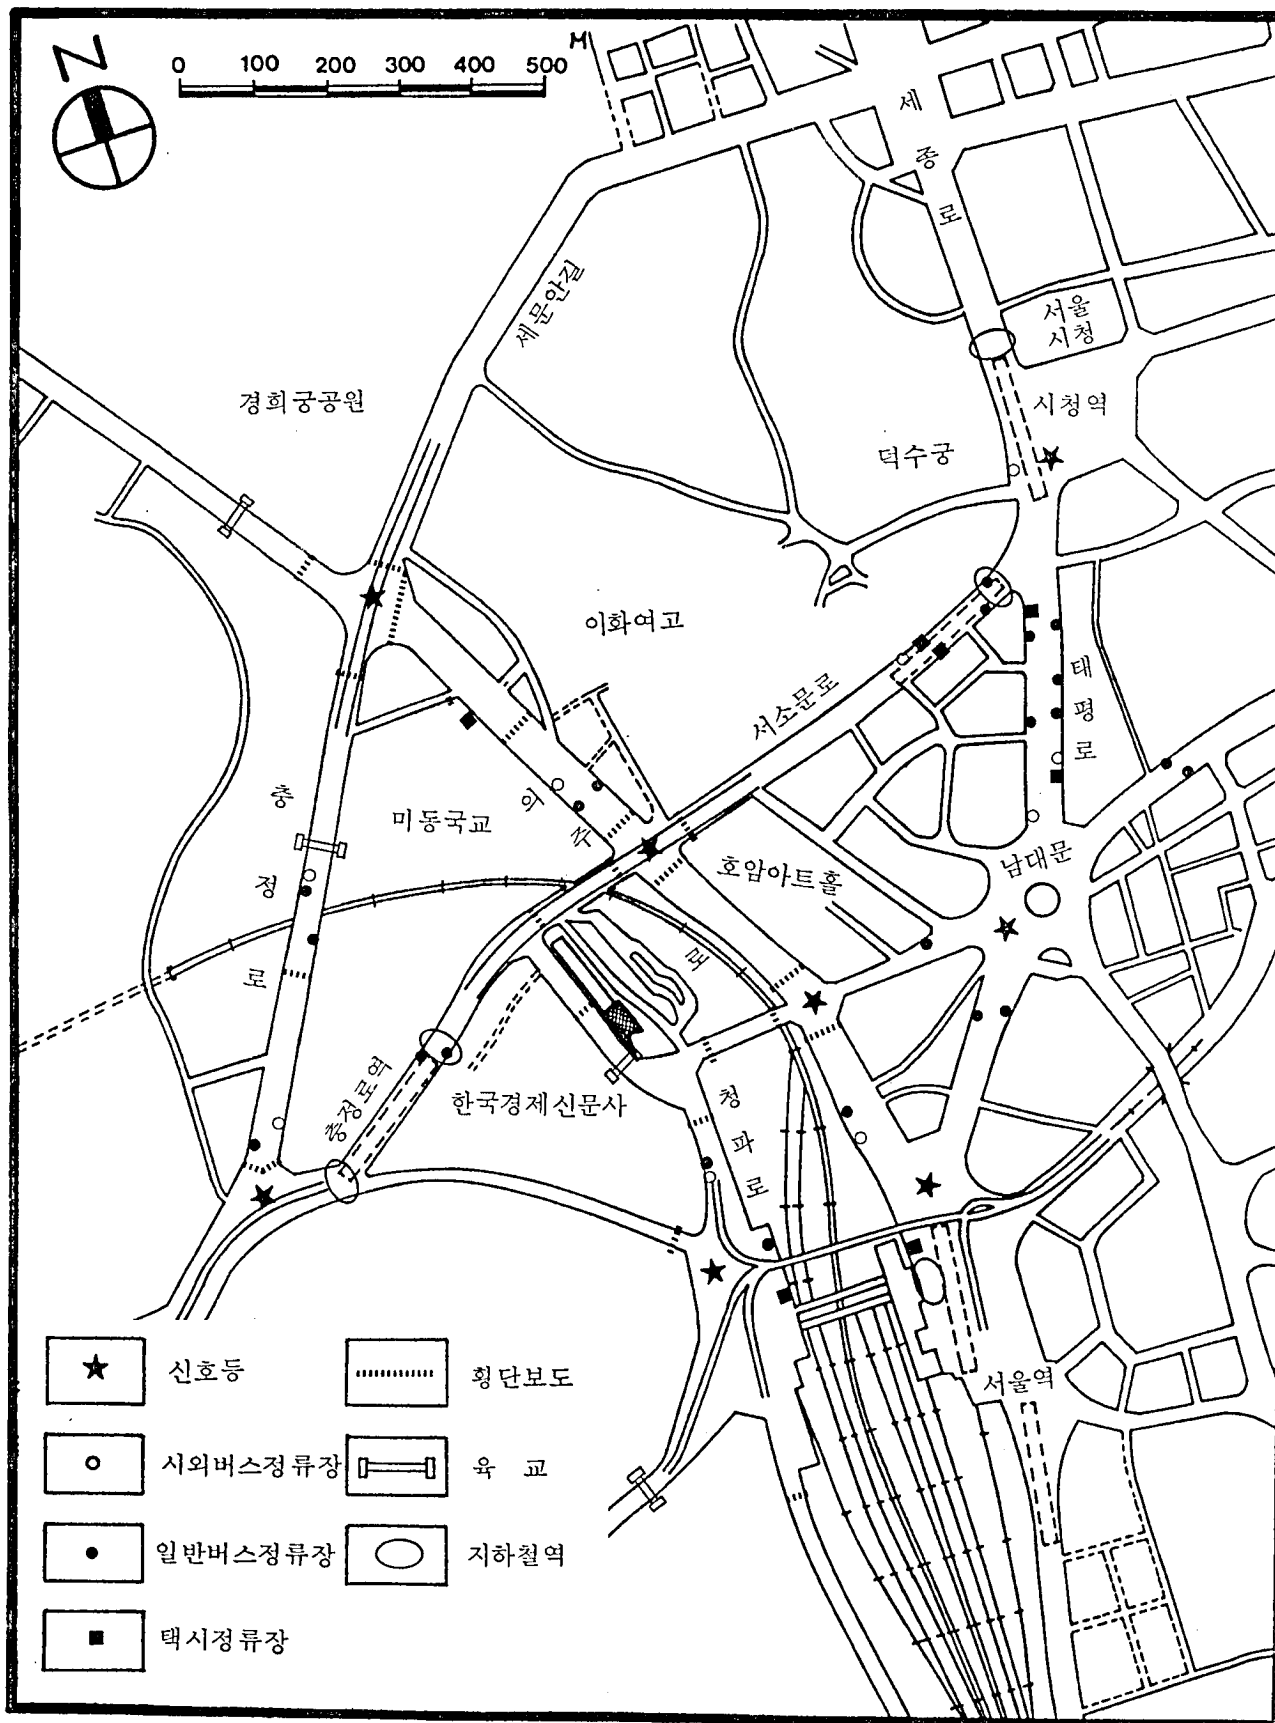 N
0 100 200 300 400 500 M
세
종
로
세문안길
서울
시청
경희궁공원
시청역
덕수궁
이화여고
태
평
로
서소문로
충
정
로
미동국교
의
주
로
호암아트홀
남대문
충정로역
한국경제신문사
청
파
로
서울역
신호등
횡단보도
시외버스정류장
육 교
일반버스정류장
지하철역
택시정류장